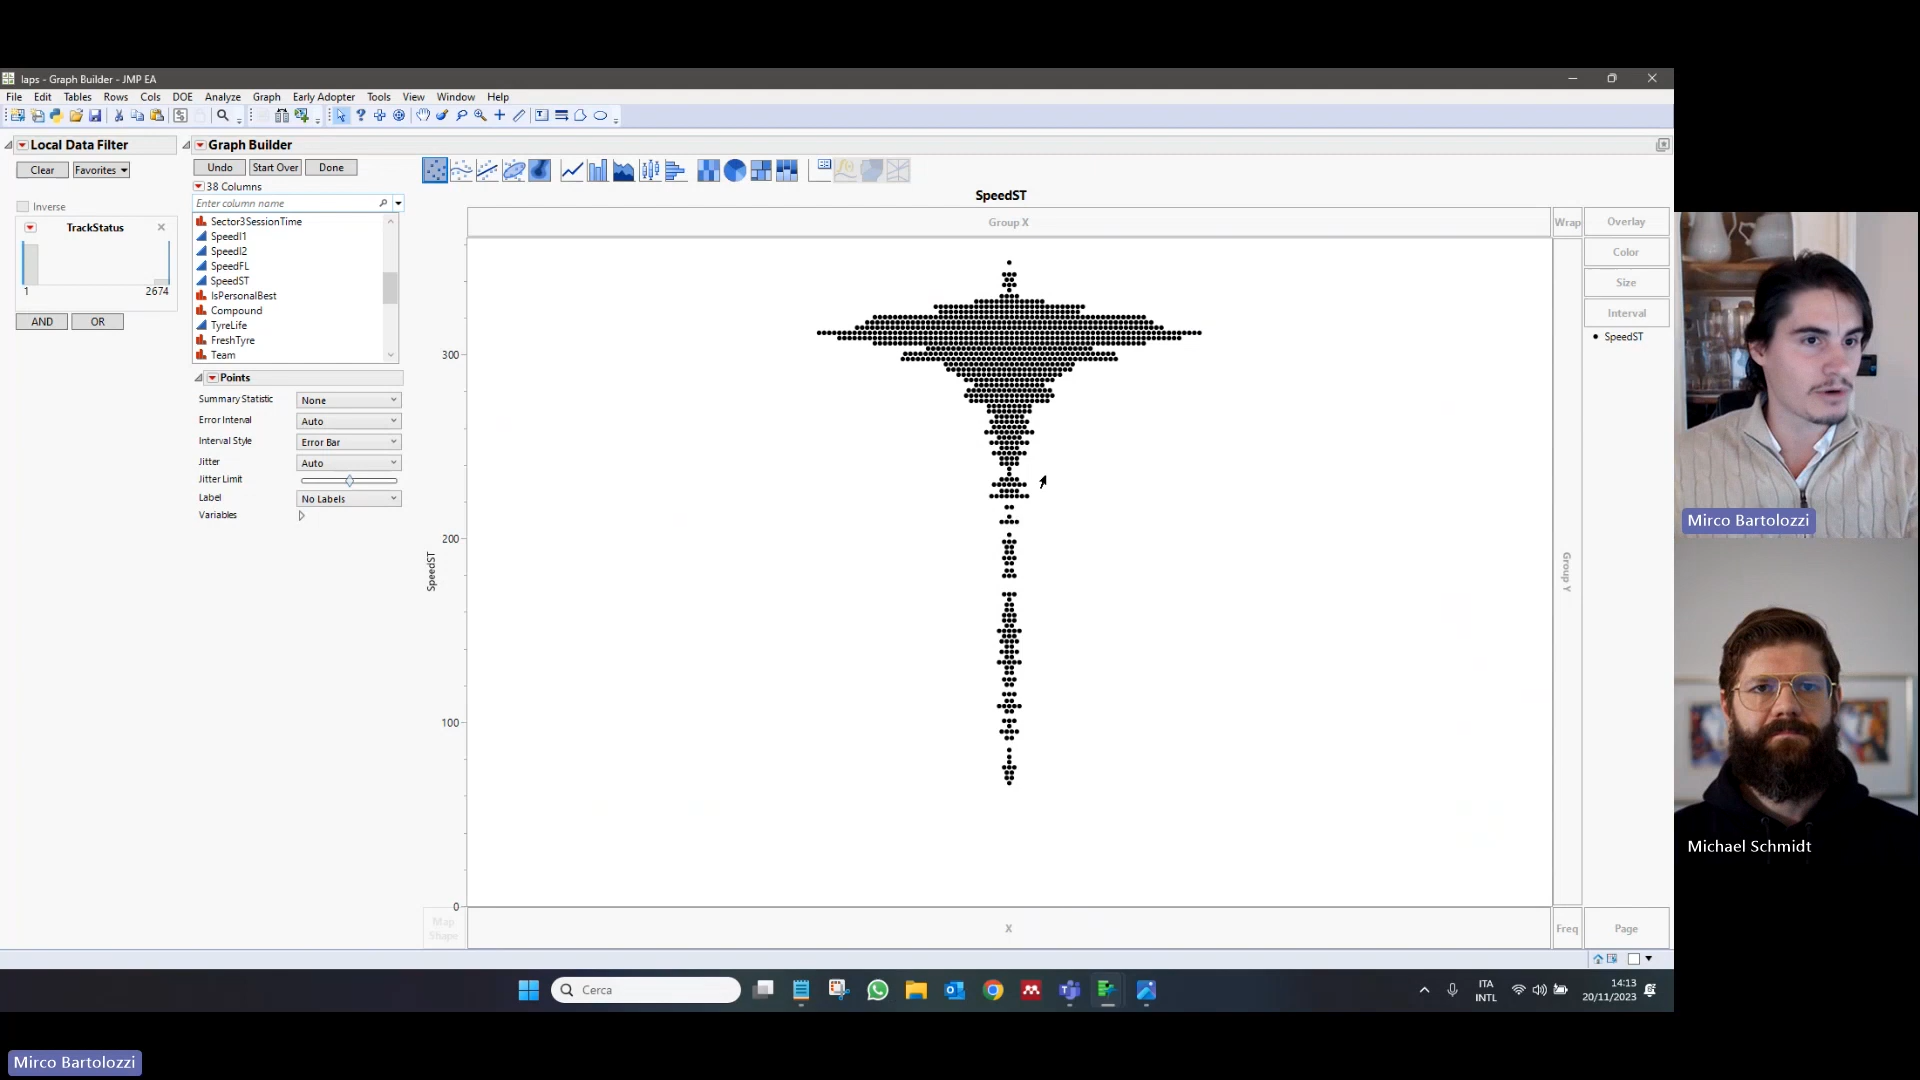 laps - Graph Builder - JMP EA
File Edit Tables Rows Cols DOE Analyze Graph Early Adopter Tools View Window Help
Local Data Filter
Clear Favorites
Inverse
TrackStatus
1 2674
AND OR
Graph Builder
Undo Start Over Done
38 Columns
Enter column name
Sector3SessionTime
SpeedI1
SpeedI2
SpeedFL
SpeedST
IsPersonalBest
Compound
TyreLife
FreshTyre
Team
Points
Summary Statistic None
Error Interval Auto
Interval Style Error Bar
Jitter Auto
Jitter Limit
Label No Labels
Variables
SpeedST
Group X
Wrap
Overlay
Color
Size
Interval
SpeedST
300
200
100
0
SpeedST
Group Y
Map
Shape
X
Freq
Page
Cerca
ITA
INTL
14:13
20/11/2023
Mirco Bartolozzi
Michael Schmidt
Mirco Bartolozzi